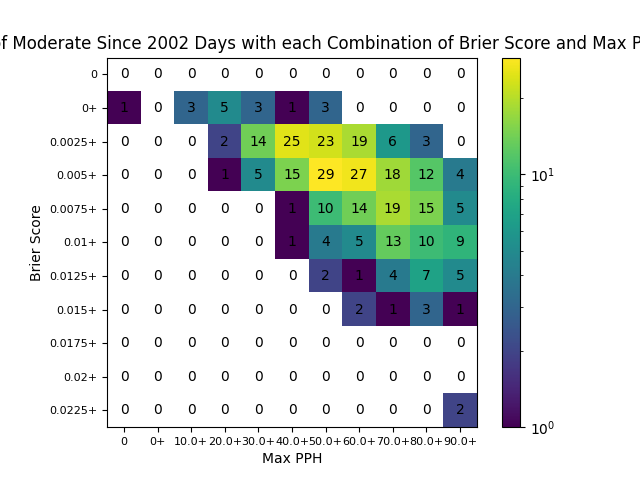 of Moderate Since 2002 Days with each Combination of Brier Score and Max P
0 0 0 0 0 0 0 0 0 0 0 0
0+ 1 0 3 5 3 1 3 0 0 0 0
0.0025+ 0 0 0 2 14 25 23 19 6 3 0
0.005+ 0 0 0 1 5 15 29 27 18 12 4
0.0075+ 0 0 0 0 0 1 10 14 19 15 5
0.01+ 0 0 0 0 0 1 4 5 13 10 9
0.0125+ 0 0 0 0 0 0 2 1 4 7 5
0.015+ 0 0 0 0 0 0 0 2 1 3 1
0.0175+ 0 0 0 0 0 0 0 0 0 0 0
0.02+ 0 0 0 0 0 0 0 0 0 0 0
0.0225+ 0 0 0 0 0 0 0 0 0 0 2
0 0+ 10.0+ 20.0+ 30.0+ 40.0+ 50.0+ 60.0+ 70.0+ 80.0+ 90.0+
Max PPH
Brier Score
10¹
10⁰